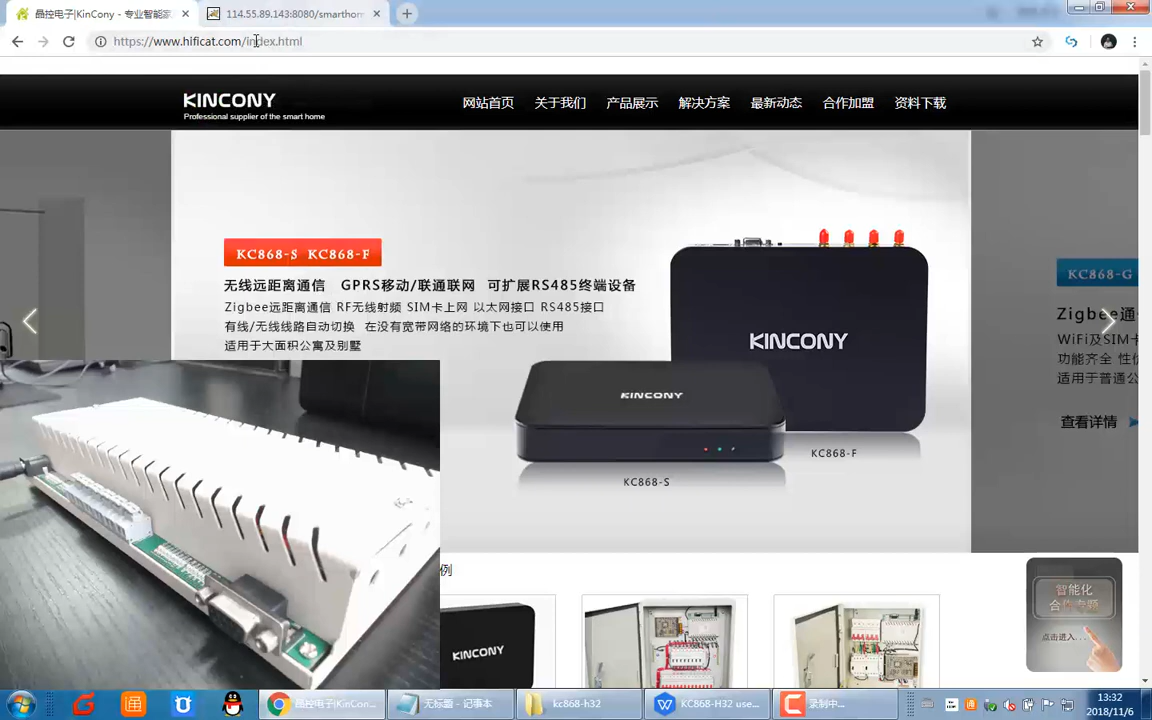 晶控电子|KinCony - 专业智能家
114.55.89.143:8080/smarthom
https://www.hificat.com/index.html
KINCONY
Professional supplier of the smart home
网站首页 关于我们 产品展示 解决方案 最新动态 合作加盟 资料下载
KC868-S KC868-F
无线远距离通信 GPRS移动/联通联网 可扩展RS485终端设备
Zigbee远距离通信 RF无线射频 SIM卡上网 以太网接口 RS485接口
有线/无线线路自动切换 在没有宽带网络的环境下也可以使用
适用于大面积公寓及别墅
KINCONY
KINCONY
KC868-F
KC868-S
KC868-G
Zigbee通
WiFi及SIM卡
功能齐全 性价
适用于普通公
查看详情
例
KINCONY
智能化
合作专题
点击进入...
晶控电子|KinCon...
无标题 - 记事本
kc868-h32
KC868-H32 use...
录制中...
13:32
2018/11/6